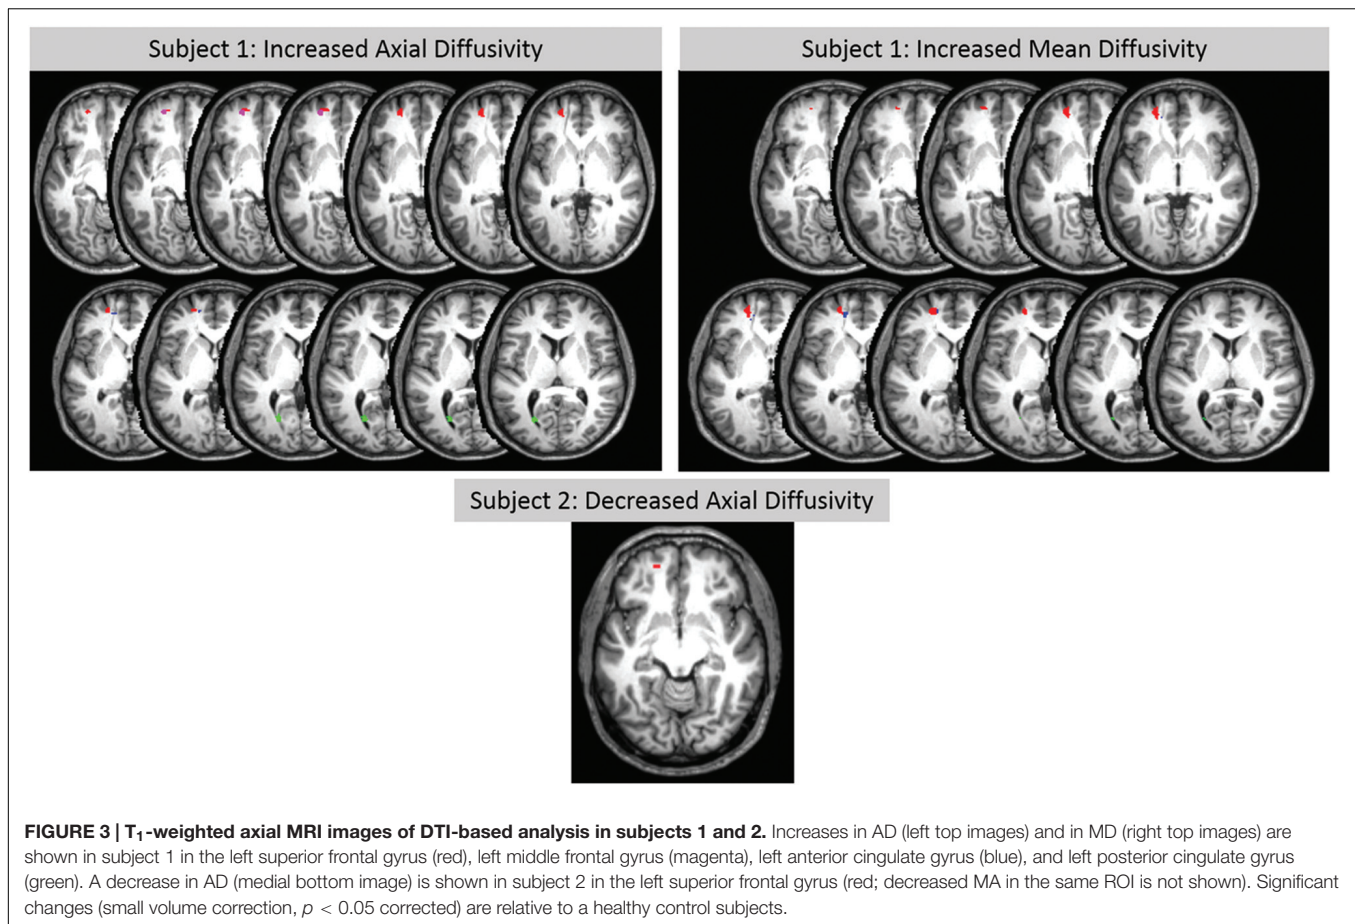 Subject 1: Increased Axial Diffusivity
Subject 1: Increased Mean Diffusivity
Subject 2: Decreased Axial Diffusivity
FIGURE 3 | T1-weighted axial MRI images of DTI-based analysis in subjects 1 and 2. Increases in AD (left top images) and in MD (right top images) are
shown in subject 1 in the left superior frontal gyrus (red), left middle frontal gyrus (magenta), left anterior cingulate gyrus (blue), and left posterior cingulate gyrus
(green). A decrease in AD (medial bottom image) is shown in subject 2 in the left superior frontal gyrus (red; decreased MA in the same ROI is not shown). Significant
changes (small volume correction, p < 0.05 corrected) are relative to a healthy control subjects.